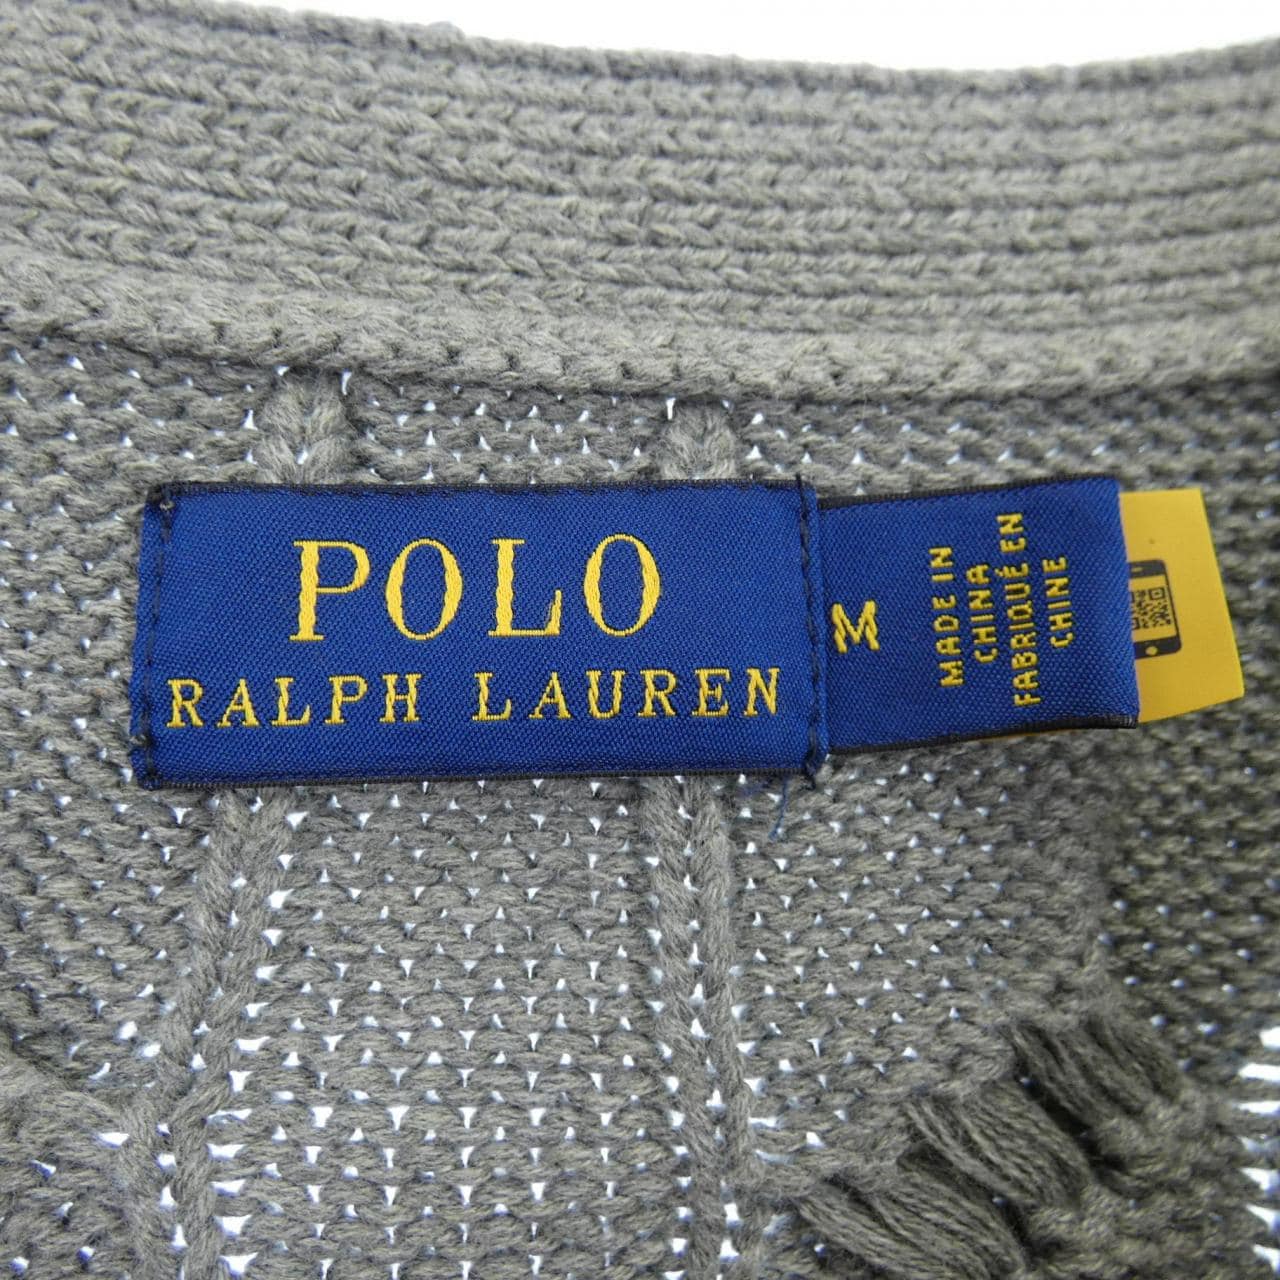 POLO
RALPH LAUREN
M
MADE IN
CHINA
FABRIQUÉ EN
CHINE